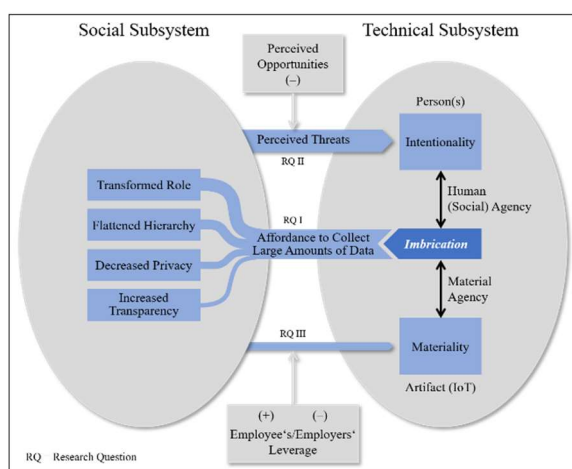 Social Subsystem
Technical Subsystem
Perceived
Opportunities
(–)
Person(s)
Perceived Threats
Intentionality
RQ II
Transformed Role
Human
(Social) Agency
RQ I
Flattened Hierarchy
Affordance to Collect
Large Amounts of Data
Imbrication
Decreased Privacy
Material
Agency
Increased
Transparency
RQ III
Materiality
Artifact (IoT)
(+) (–)
Employee‘s/Employers‘
Leverage
RQ Research Question